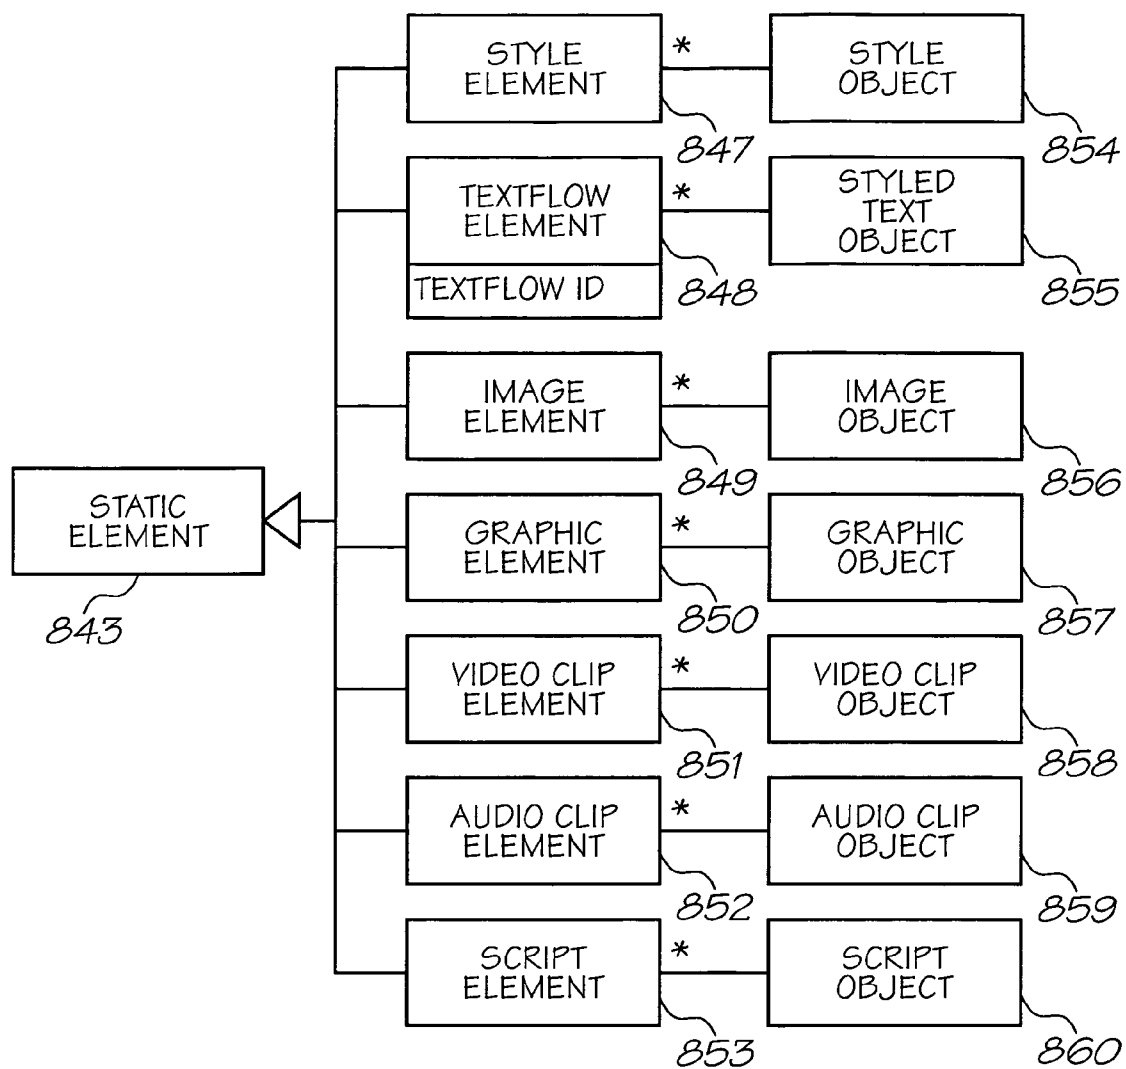 STYLE
ELEMENT
*
STYLE
OBJECT
847
854
TEXTFLOW
ELEMENT
TEXTFLOW ID
*
STYLED
TEXT
OBJECT
848
855
IMAGE
ELEMENT
*
IMAGE
OBJECT
849
856
STATIC
ELEMENT
843
GRAPHIC
ELEMENT
*
GRAPHIC
OBJECT
850
857
VIDEO CLIP
ELEMENT
*
VIDEO CLIP
OBJECT
851
858
AUDIO CLIP
ELEMENT
*
AUDIO CLIP
OBJECT
852
859
SCRIPT
ELEMENT
*
SCRIPT
OBJECT
853
860